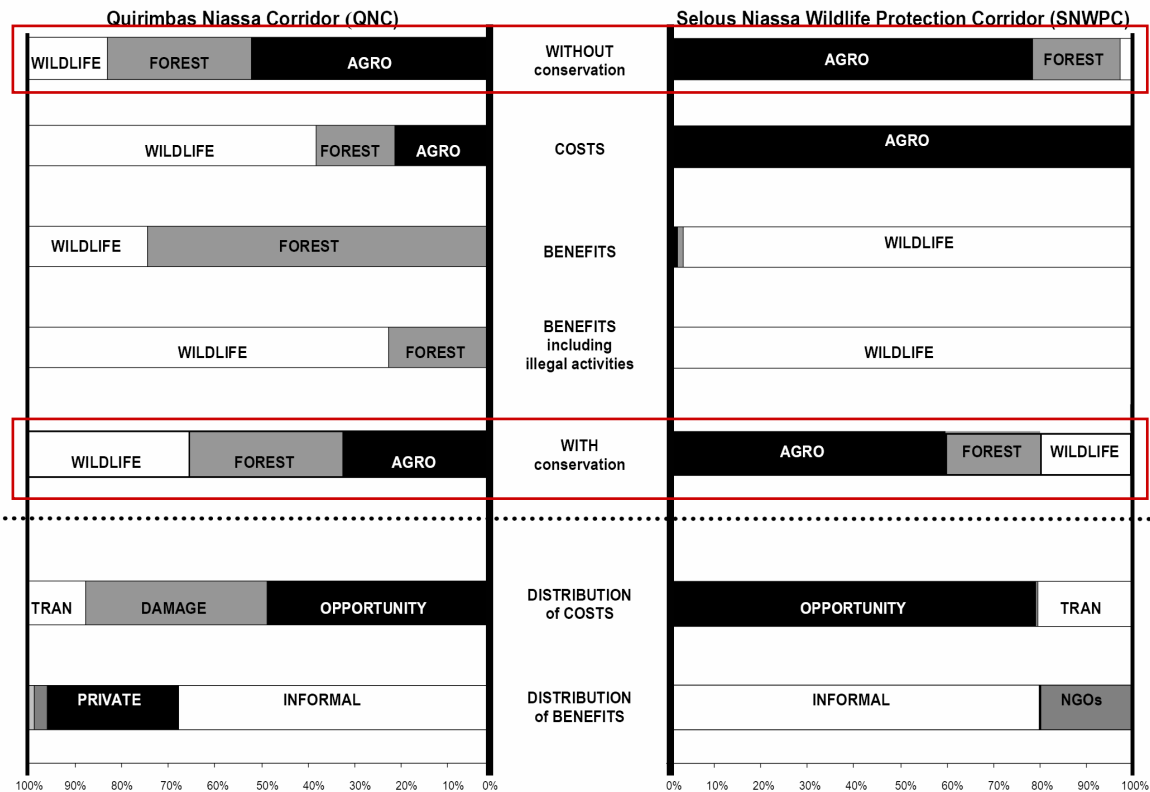 Quirimbas Niassa Corridor (QNC)
Selous Niassa Wildlife Protection Corridor (SNWPC)
WILDLIFE FOREST AGRO
WITHOUT
conservation
AGRO FOREST
WILDLIFE FOREST AGRO
COSTS
AGRO
WILDLIFE FOREST
BENEFITS
WILDLIFE
WILDLIFE FOREST
BENEFITS
including
illegal activities
WILDLIFE
WILDLIFE FOREST AGRO
WITH
conservation
AGRO FOREST WILDLIFE
TRAN DAMAGE OPPORTUNITY
DISTRIBUTION
of COSTS
OPPORTUNITY TRAN
PRIVATE INFORMAL
DISTRIBUTION
of BENEFITS
INFORMAL NGOs
100% 90% 80% 70% 60% 50% 40% 30% 20% 10% 0%
0% 10% 20% 30% 40% 50% 60% 70% 80% 90% 100%